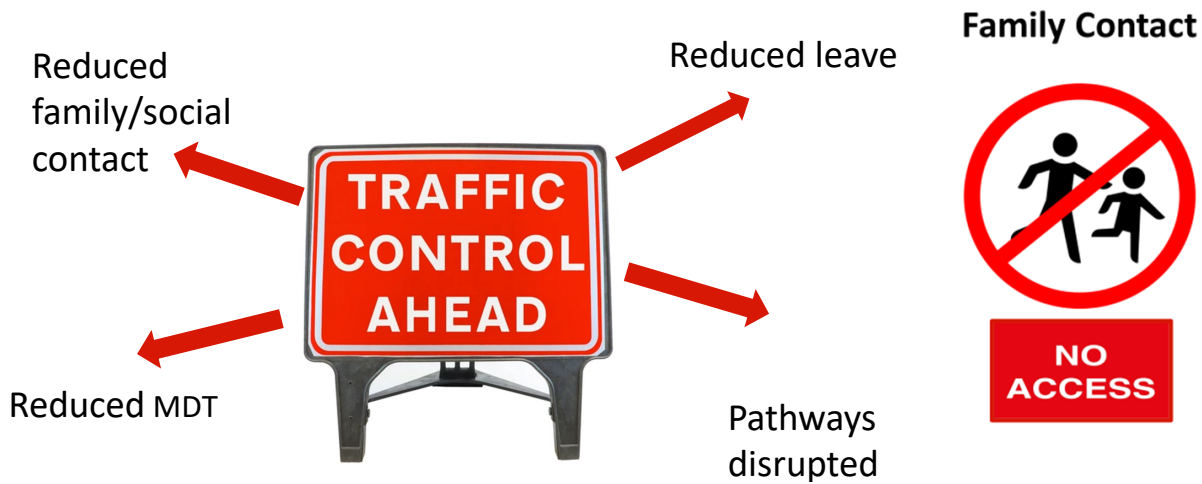 Family Contact
Reduced
family/social
contact
Reduced leave
TRAFFIC
CONTROL
AHEAD
NO
ACCESS
Reduced MDT
Pathways
disrupted